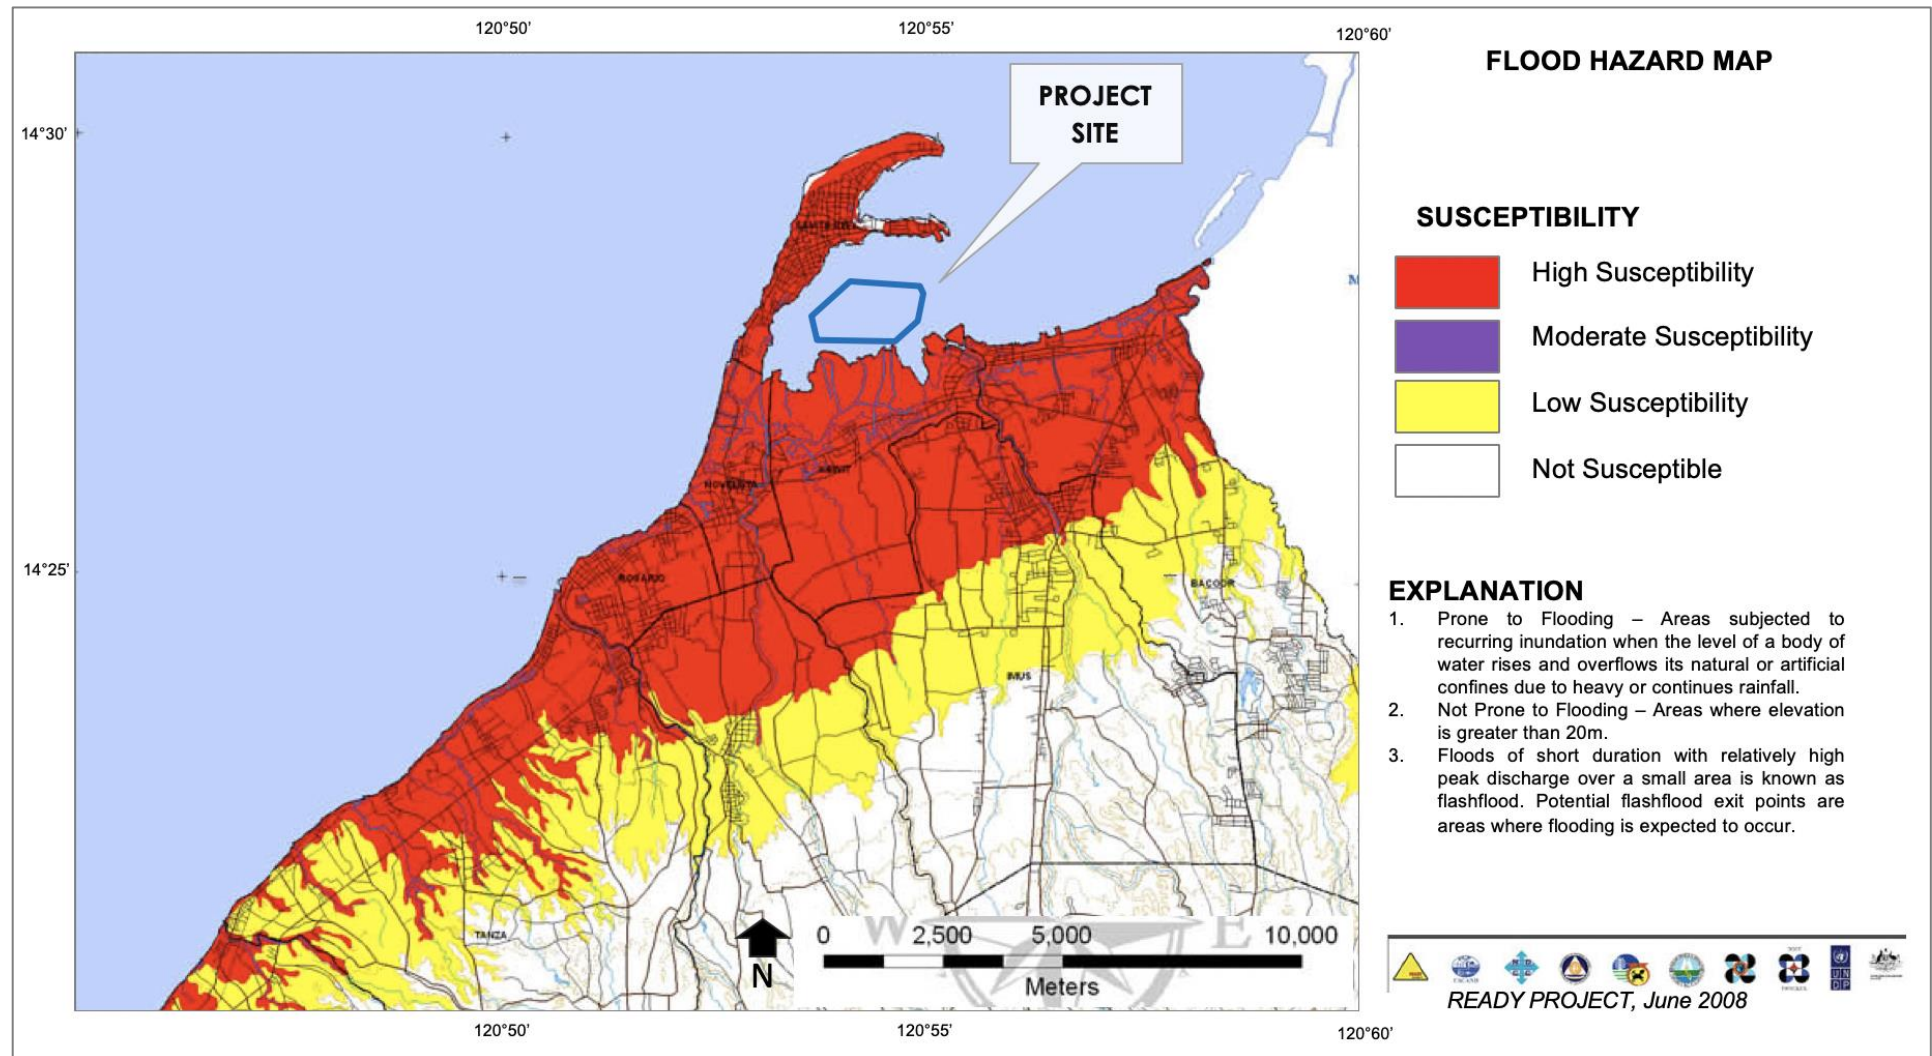 120°50'
120°55'
120°60'
FLOOD HAZARD MAP
PROJECT
SITE
14°30'
SUSCEPTIBILITY
High Susceptibility
Moderate Susceptibility
Low Susceptibility
Not Susceptible
NOVELETA
14°25'
ROSARIO
BACOOR
IMUS
TANZA
EXPLANATION
1. Prone to Flooding – Areas subjected to
recurring inundation when the level of a body of
water rises and overflows its natural or artificial
confines due to heavy or continues rainfall.
2. Not Prone to Flooding – Areas where elevation
is greater than 20m.
3. Floods of short duration with relatively high
peak discharge over a small area is known as
flashflood. Potential flashflood exit points are
areas where flooding is expected to occur.
W E
0 2,500 5,000 10,000
N
Meters
UN
DP
READY PROJECT, June 2008
120°50'
120°55'
120°60'